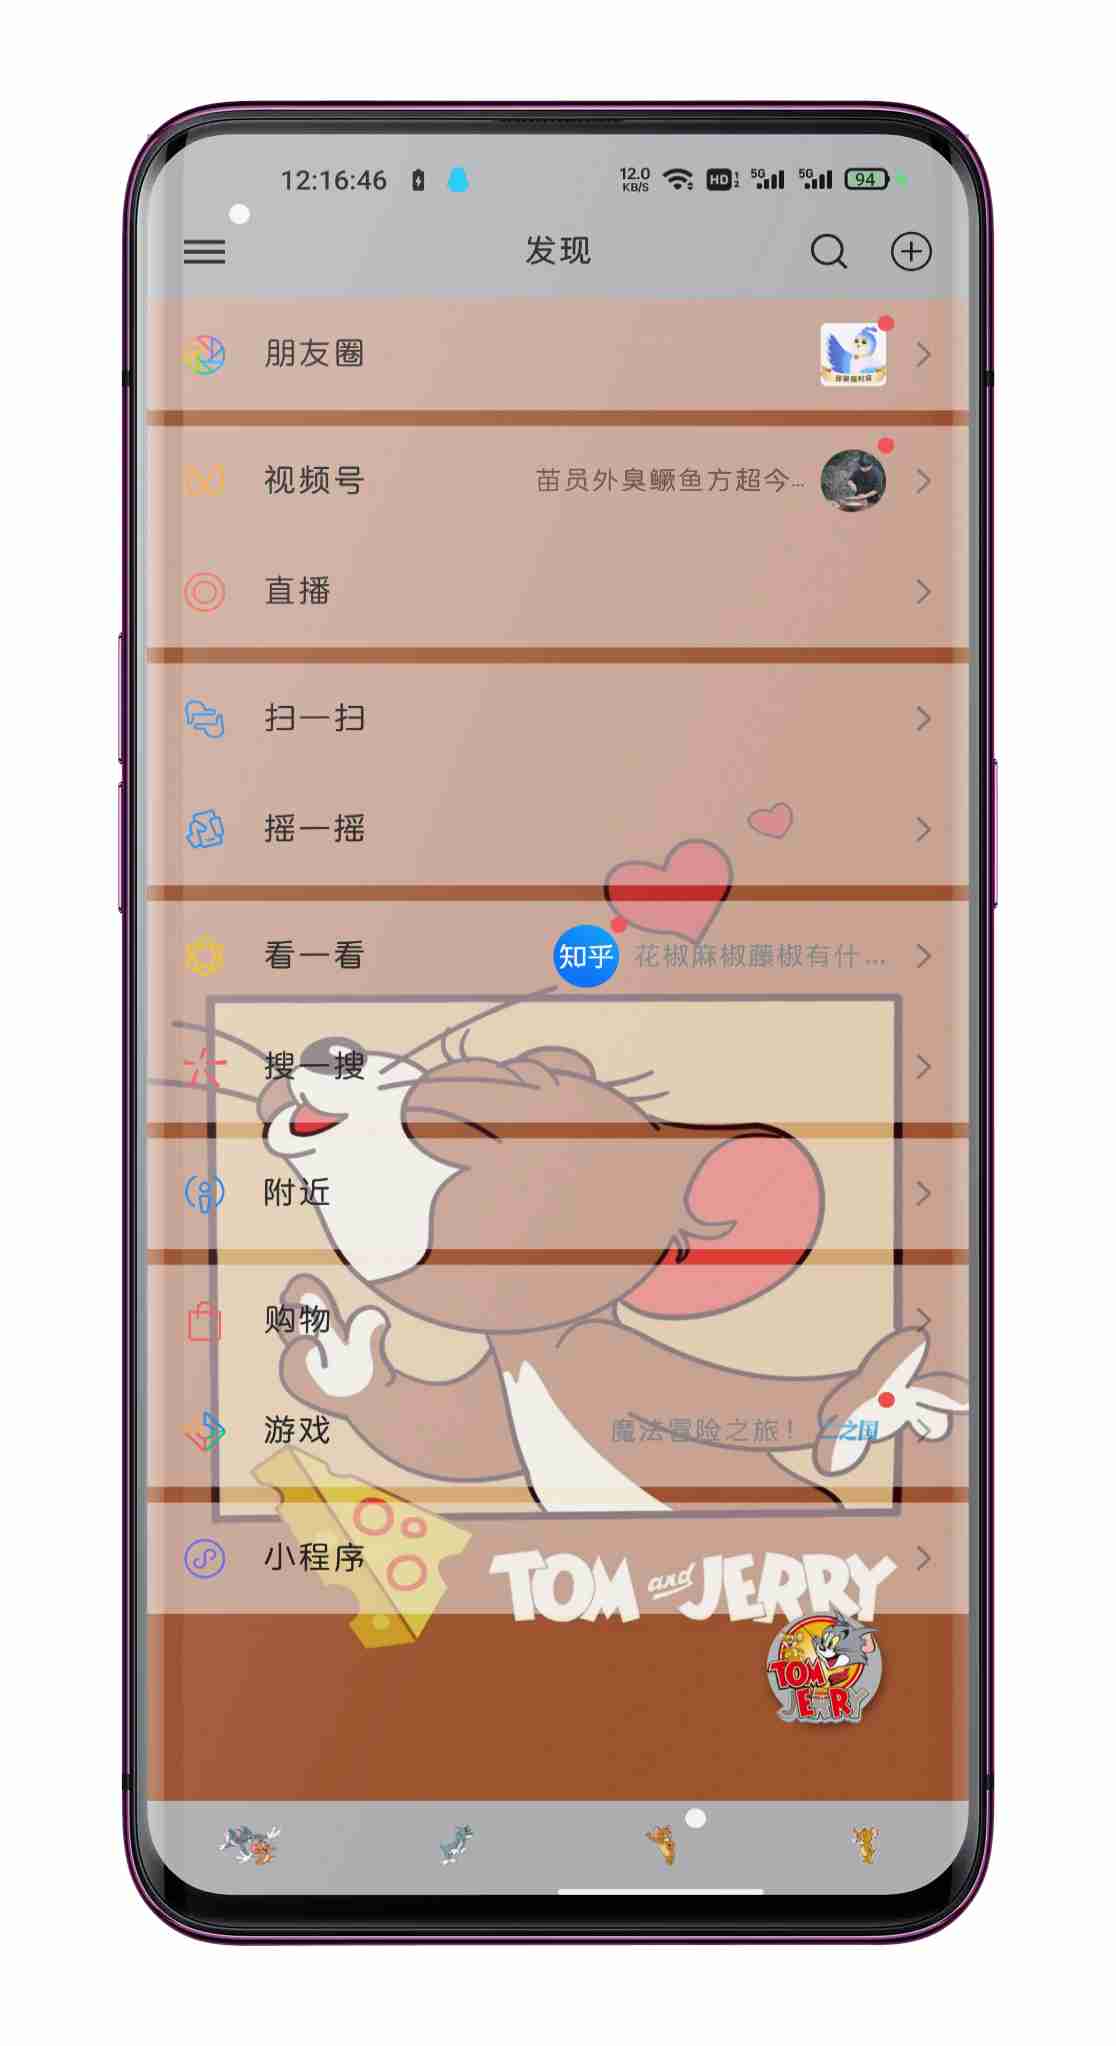 12:16:46 12.0 KB/S HD 1 2 5G 5G 94
发现
朋友圈
视频号 苗员外臭鳜鱼方超今...
直播
扫一扫
摇一摇
看一看 知乎 花椒麻椒藤椒有什...
搜一搜
附近
购物
游戏 魔法冒险之旅! 二之国
小程序
TOM and JERRY
TOM
JERRY